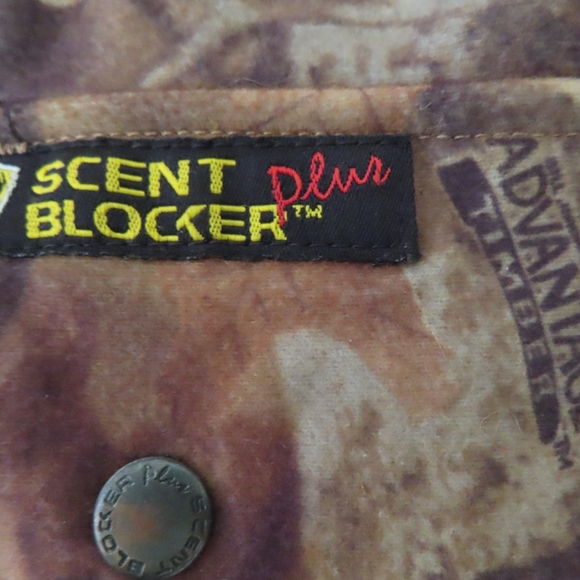 SCENT
BLOCKER plus™
ADVANTAGE
TIMBER™
SCENT BLOCKER plus